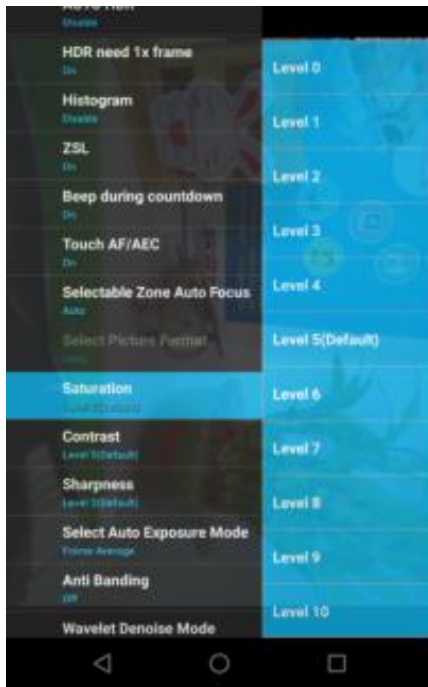 AUTO HDR
Disable
HDR need 1x frame
On
Histogram
Disable
ZSL
On
Beep during countdown
On
Touch AF/AEC
On
Selectable Zone Auto Focus
Auto
Select Picture Format
Saturation
Contrast
Level 5(Default)
Sharpness
Level 2(Default)
Select Auto Exposure Mode
Frame Average
Anti Banding
Off
Wavelet Denoise Mode
Level 0
Level 1
Level 2
Level 3
Level 4
Level 5(Default)
Level 6
Level 7
Level 8
Level 9
Level 10